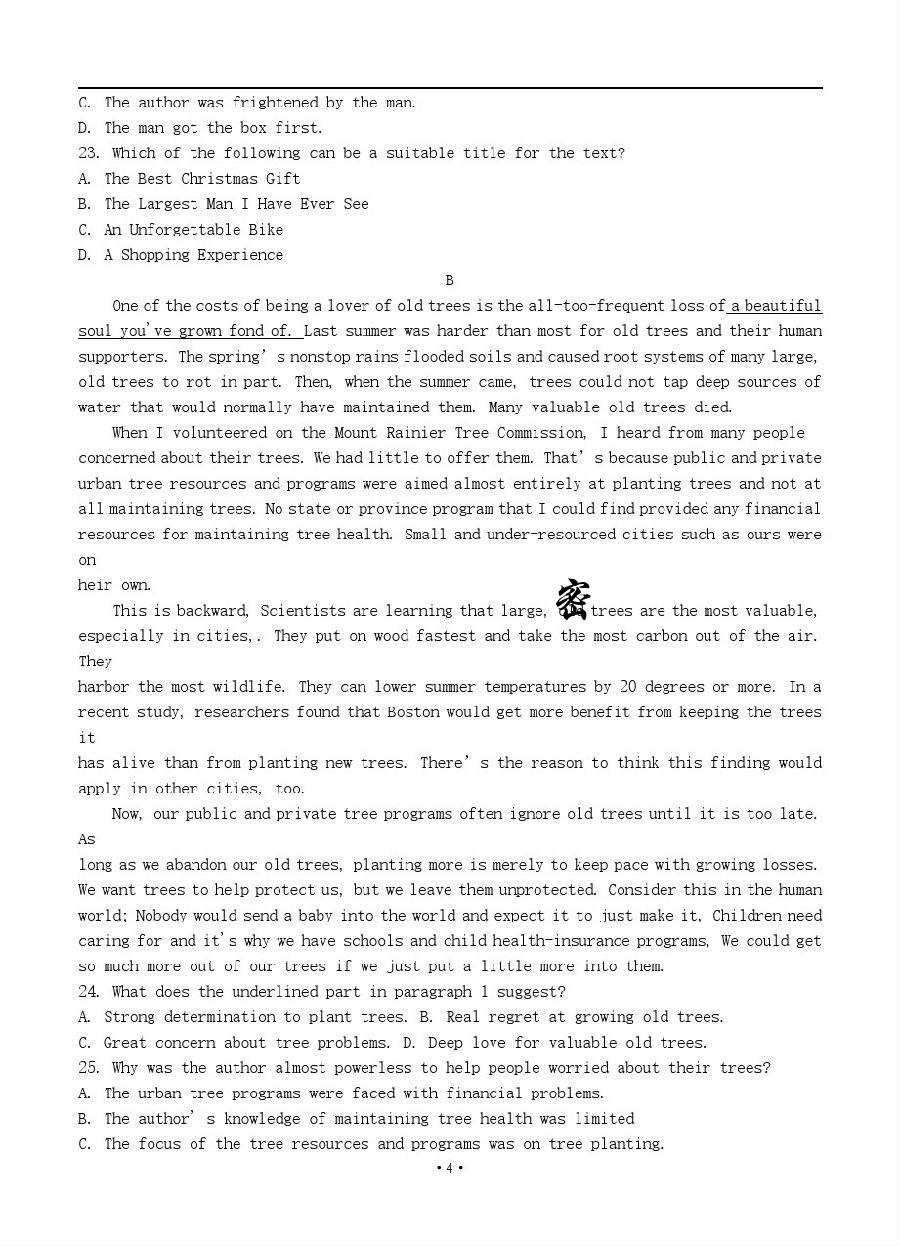 C. The author was frightened by the man.
D. The man got the box first.
23. Which of the following can be a suitable title for the text?
A. The Best Christmas Gift
B. The Largest Man I Have Ever See
C. An Unforgettable Bike
D. A Shopping Experience
B
One of the costs of being a lover of old trees is the all-too-frequent loss of a beautiful
soul you've grown fond of. Last summer was harder than most for old trees and their human
supporters. The spring's nonstop rains flooded soils and caused root systems of many large,
old trees to rot in part. Then, when the summer came, trees could not tap deep sources of
water that would normally have maintained them. Many valuable old trees died.
When I volunteered on the Mount Rainier Tree Commission, I heard from many people
concerned about their trees. We had little to offer them. That's because public and private
urban tree resources and programs were aimed almost entirely at planting trees and not at
all maintaining trees. No state or province program that I could find provided any financial
resources for maintaining tree health. Small and under-resourced cities such as ours were
on
heir own.
This is backward, Scientists are learning that large, 密 trees are the most valuable,
especially in cities,. They put on wood fastest and take the most carbon out of the air.
They
harbor the most wildlife. They can lower summer temperatures by 20 degrees or more. In a
recent study, researchers found that Boston would get more benefit from keeping the trees
it
has alive than from planting new trees. There's the reason to think this finding would
apply in other cities, too.
Now, our public and private tree programs often ignore old trees until it is too late.
As
long as we abandon our old trees, planting more is merely to keep pace with growing losses.
We want trees to help protect us, but we leave them unprotected. Consider this in the human
world; Nobody would send a baby into the world and expect it to just make it, Children need
caring for and it's why we have schools and child health-insurance programs, We could get
so much more out of our trees if we just put a little more into them.
24. What does the underlined part in paragraph 1 suggest?
A. Strong determination to plant trees. B. Real regret at growing old trees.
C. Great concern about tree problems. D. Deep love for valuable old trees.
25. Why was the author almost powerless to help people worried about their trees?
A. The urban tree programs were faced with financial problems.
B. The author's knowledge of maintaining tree health was limited
C. The focus of the tree resources and programs was on tree planting.
•4•